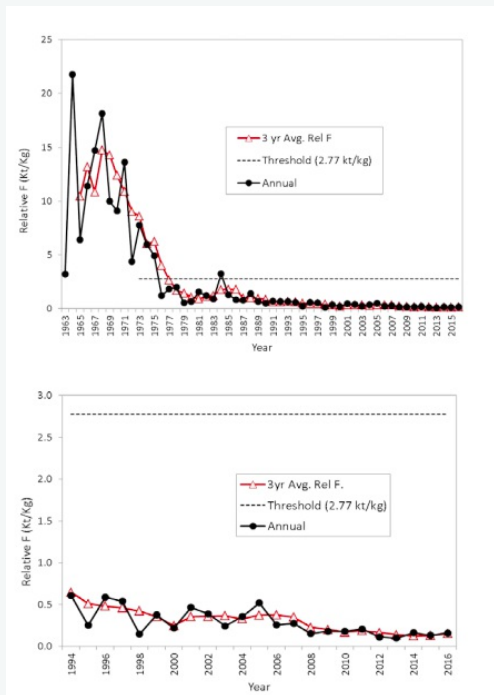 25
20
15
10
5
0
Relative F (Kt/Kg)
3 yr Avg. Rel F
Threshold (2.77 kt/kg)
Annual
1963 1965 1967 1969 1971 1973 1975 1977 1979 1981 1983 1985 1987 1989 1991 1993 1995 1997 1999 2001 2003 2005 2007 2009 2011 2013 2015
Year
3.0
2.5
2.0
1.5
1.0
0.5
0.0
Relative F (Kt/Kg)
3yr Avg. Rel F.
Threshold (2.77 kt/kg)
Annual
1994 1996 1998 2000 2002 2004 2006 2008 2010 2012 2014 2016
Year